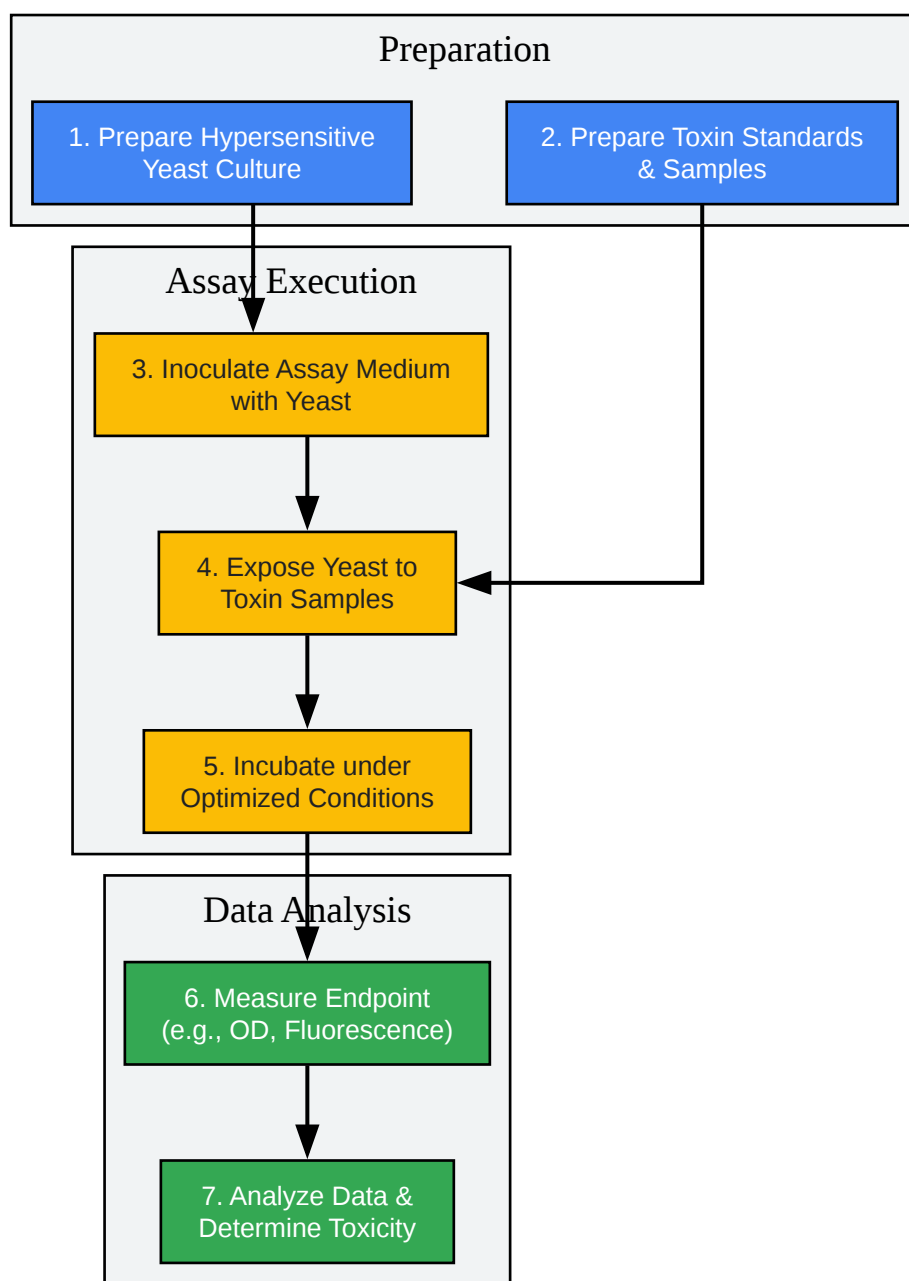 Preparation
1. Prepare Hypersensitive
Yeast Culture
2. Prepare Toxin Standards
& Samples
Assay Execution
3. Inoculate Assay Medium
with Yeast
4. Expose Yeast to
Toxin Samples
5. Incubate under
Optimized Conditions
Data Analysis
6. Measure Endpoint
(e.g., OD, Fluorescence)
7. Analyze Data &
Determine Toxicity